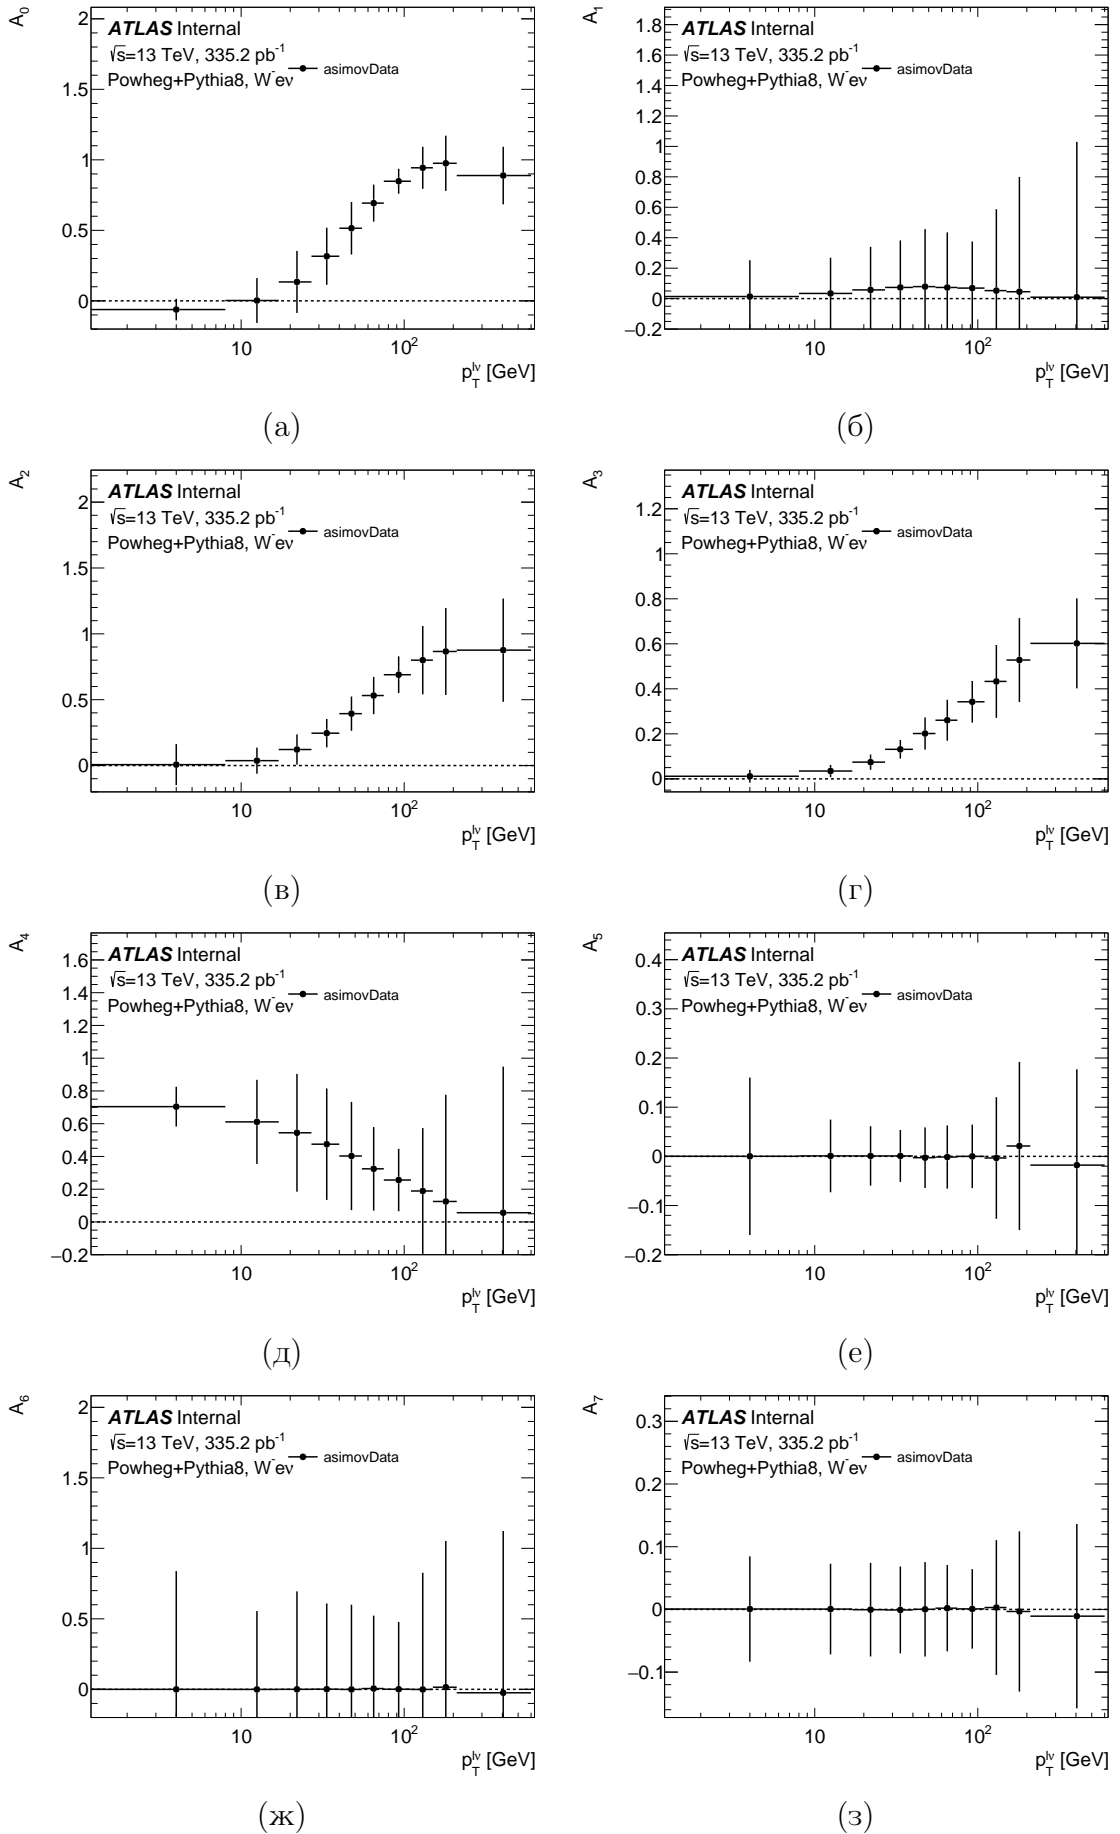 A0
2
1.5
1
0.5
0
ATLAS Internal
√s=13 TeV, 335.2 pb-1
Powheg+Pythia8, W-eν
asimovData
10
10²
pTlν [GeV]
(а)
A1
1.8
1.6
1.4
1.2
1
0.8
0.6
0.4
0.2
0
−0.2
ATLAS Internal
√s=13 TeV, 335.2 pb-1
Powheg+Pythia8, W-eν
asimovData
10
10²
pTlν [GeV]
(б)
A2
2
1.5
1
0.5
0
ATLAS Internal
√s=13 TeV, 335.2 pb-1
Powheg+Pythia8, W-eν
asimovData
10
10²
pTlν [GeV]
(в)
A3
1.2
1
0.8
0.6
0.4
0.2
0
ATLAS Internal
√s=13 TeV, 335.2 pb-1
Powheg+Pythia8, W-eν
asimovData
10
10²
pTlν [GeV]
(г)
A4
1.6
1.4
1.2
1
0.8
0.6
0.4
0.2
0
−0.2
ATLAS Internal
√s=13 TeV, 335.2 pb-1
Powheg+Pythia8, W-eν
asimovData
10
10²
pTlν [GeV]
(д)
A5
0.4
0.3
0.2
0.1
0
−0.1
−0.2
ATLAS Internal
√s=13 TeV, 335.2 pb-1
Powheg+Pythia8, W-eν
asimovData
10
10²
pTlν [GeV]
(е)
A6
2
1.5
1
0.5
0
ATLAS Internal
√s=13 TeV, 335.2 pb-1
Powheg+Pythia8, W-eν
asimovData
10
10²
pTlν [GeV]
(ж)
A7
0.3
0.2
0.1
0
−0.1
ATLAS Internal
√s=13 TeV, 335.2 pb-1
Powheg+Pythia8, W-eν
asimovData
10
10²
pTlν [GeV]
(з)